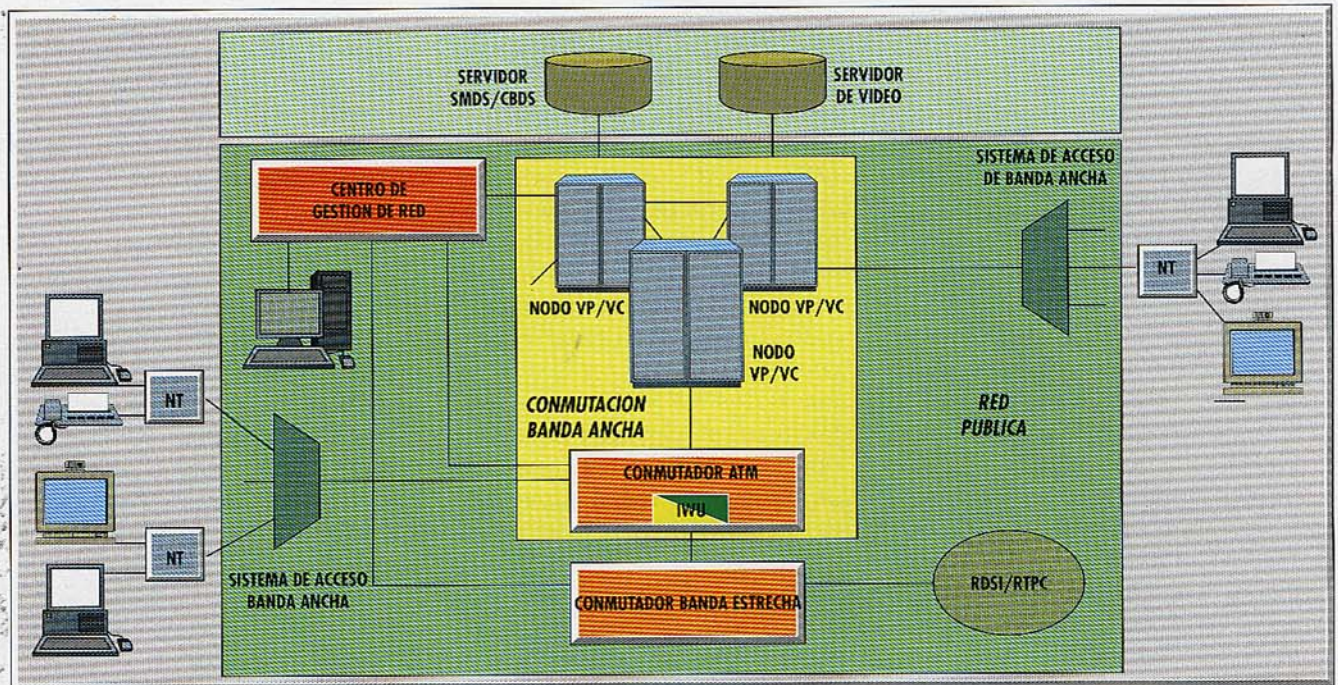 SERVIDOR
SMDS/CBDS
SERVIDOR
DE VIDEO
CENTRO DE
GESTION DE RED
SISTEMA DE ACCESO
DE BANDA ANCHA
NT
NODO VP/VC
NODO VP/VC
NODO
VP/VC
NT
CONMUTACION
BANDA ANCHA
RED
PUBLICA
CONMUTADOR ATM
IWU
NT
SISTEMA DE ACCESO
BANDA ANCHA
CONMUTADOR BANDA ESTRECHA
RDSI/RTPC